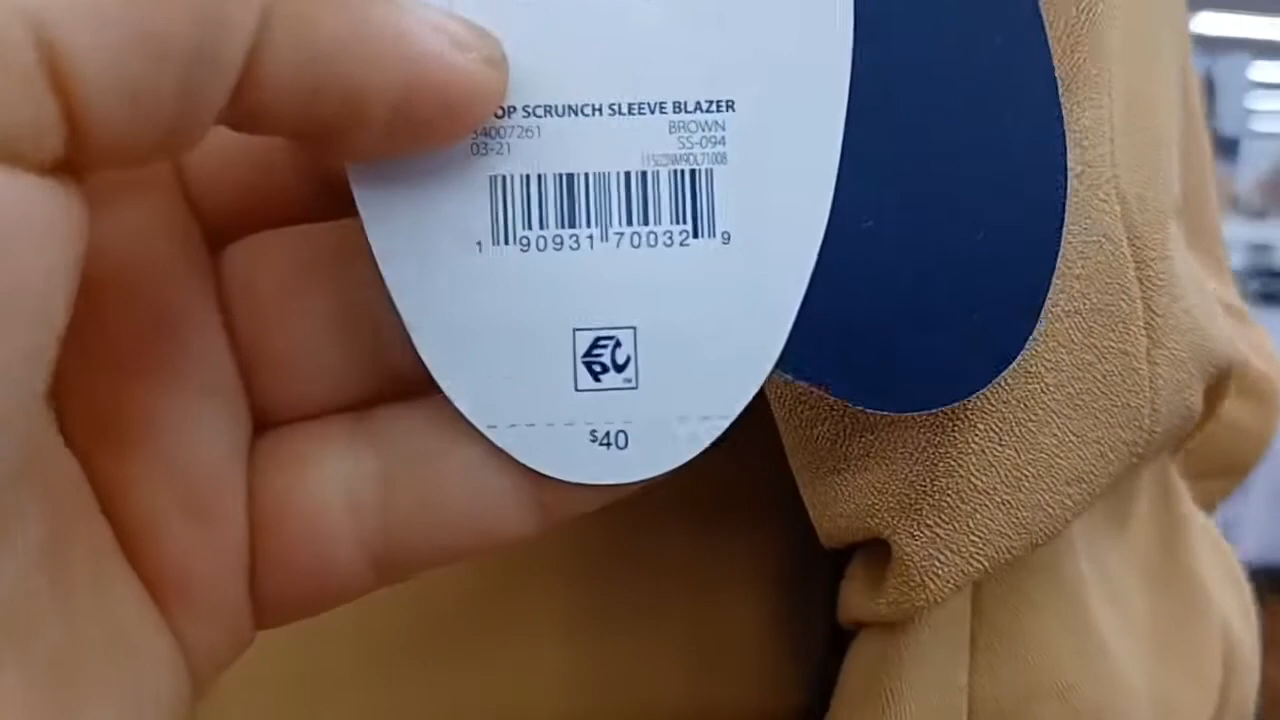 OP SCRUNCH SLEEVE BLAZER
34007261 BROWN
03-21 SS-094
1 90931 70032 9
EPC
$40